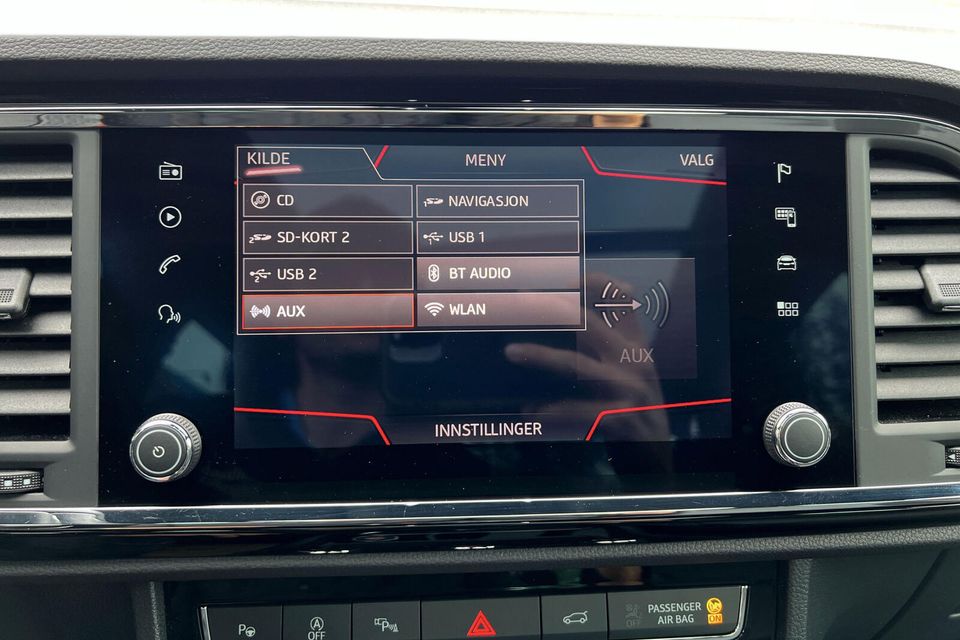 KILDE
MENY
VALG
CD
NAVIGASJON
SD-KORT 2
USB 1
USB 2
BT AUDIO
AUX
WLAN
AUX
INNSTILLINGER
P
A
OFF
P
OFF
PASSENGER
AIR BAG
ON